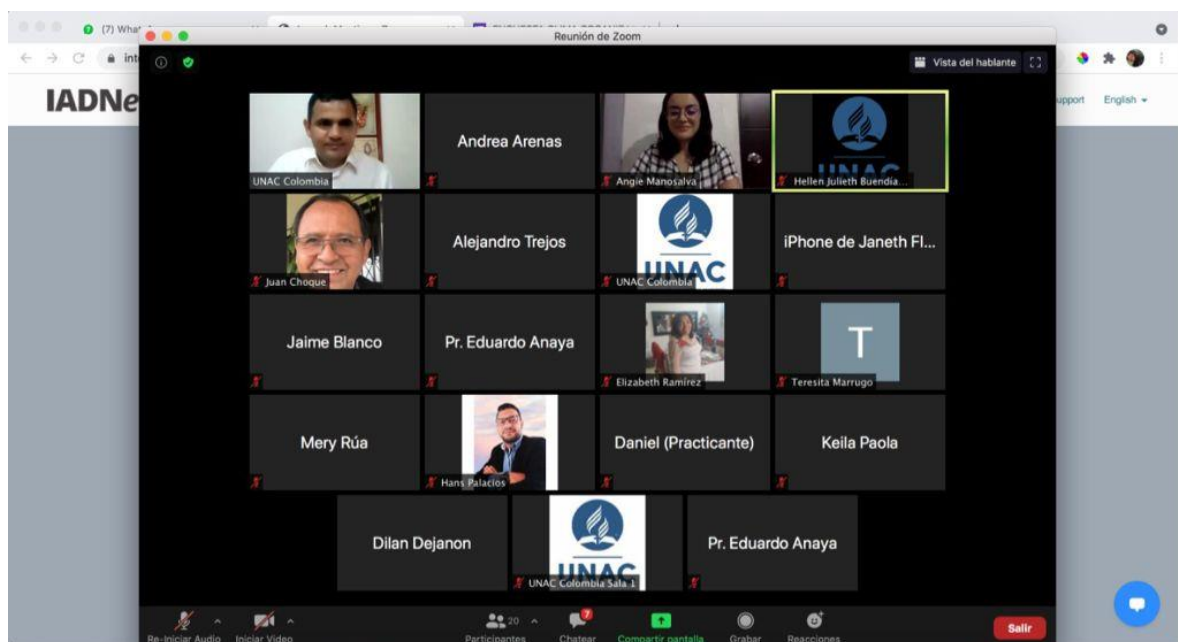 (7) What
Reunión de Zoom
Vista del hablante
IADNe
upport English
UNAC Colombia
Andrea Arenas
Angie Manosalva
UNAC
Hellen Julieth Buendía...
Juan Choque
Alejandro Trejos
UNAC
UNAC Colombia
iPhone de Janeth Fl...
Jaime Blanco
Pr. Eduardo Anaya
Elizabeth Ramírez
T
Teresita Marrugo
Mery Rúa
Hans Palacios
Daniel (Practicante)
Keila Paola
Dilan Dejanon
UNAC
UNAC Colombia Sala 1
Pr. Eduardo Anaya
20
7
Re-Iniciar Audio
Iniciar Video
Participantes
Chatear
Compartir pantalla
Grabar
Reacciones
Salir